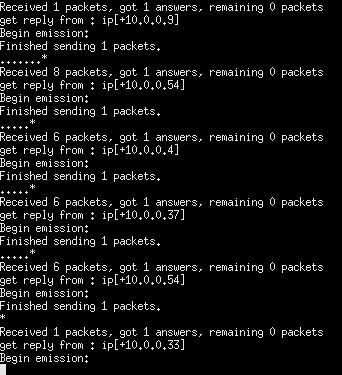 Received 1 packets, got 1 answers, remaining 0 packets
get reply from : ip[+10.0.0.9]
Begin emission:
Finished sending 1 packets.
.......*
Received 8 packets, got 1 answers, remaining 0 packets
get reply from : ip[+10.0.0.54]
Begin emission:
Finished sending 1 packets.
.....*
Received 6 packets, got 1 answers, remaining 0 packets
get reply from : ip[+10.0.0.4]
Begin emission:
Finished sending 1 packets.
.....*
Received 6 packets, got 1 answers, remaining 0 packets
get reply from : ip[+10.0.0.37]
Begin emission:
Finished sending 1 packets.
.....*
Received 6 packets, got 1 answers, remaining 0 packets
get reply from : ip[+10.0.0.54]
Begin emission:
Finished sending 1 packets.
*
Received 1 packets, got 1 answers, remaining 0 packets
get reply from : ip[+10.0.0.33]
Begin emission: